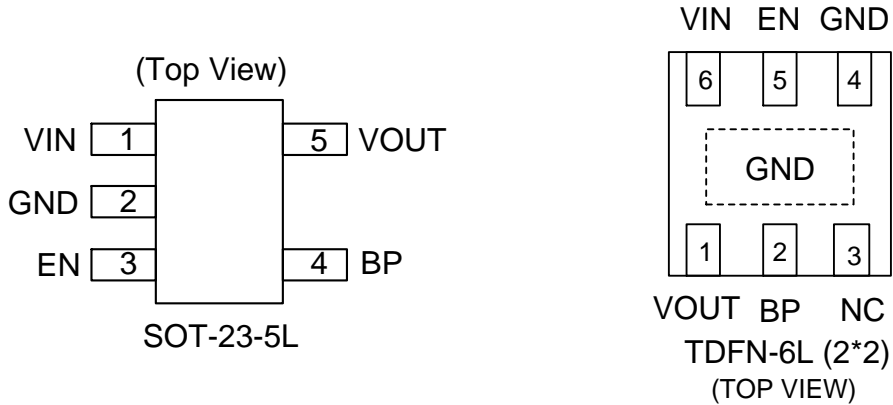 (Top View)
VIN 1 5 VOUT
GND 2
EN 3 4 BP
SOT-23-5L
VIN EN GND
6 5 4
GND
1 2 3
VOUT BP NC
TDFN-6L (2*2)
(TOP VIEW)